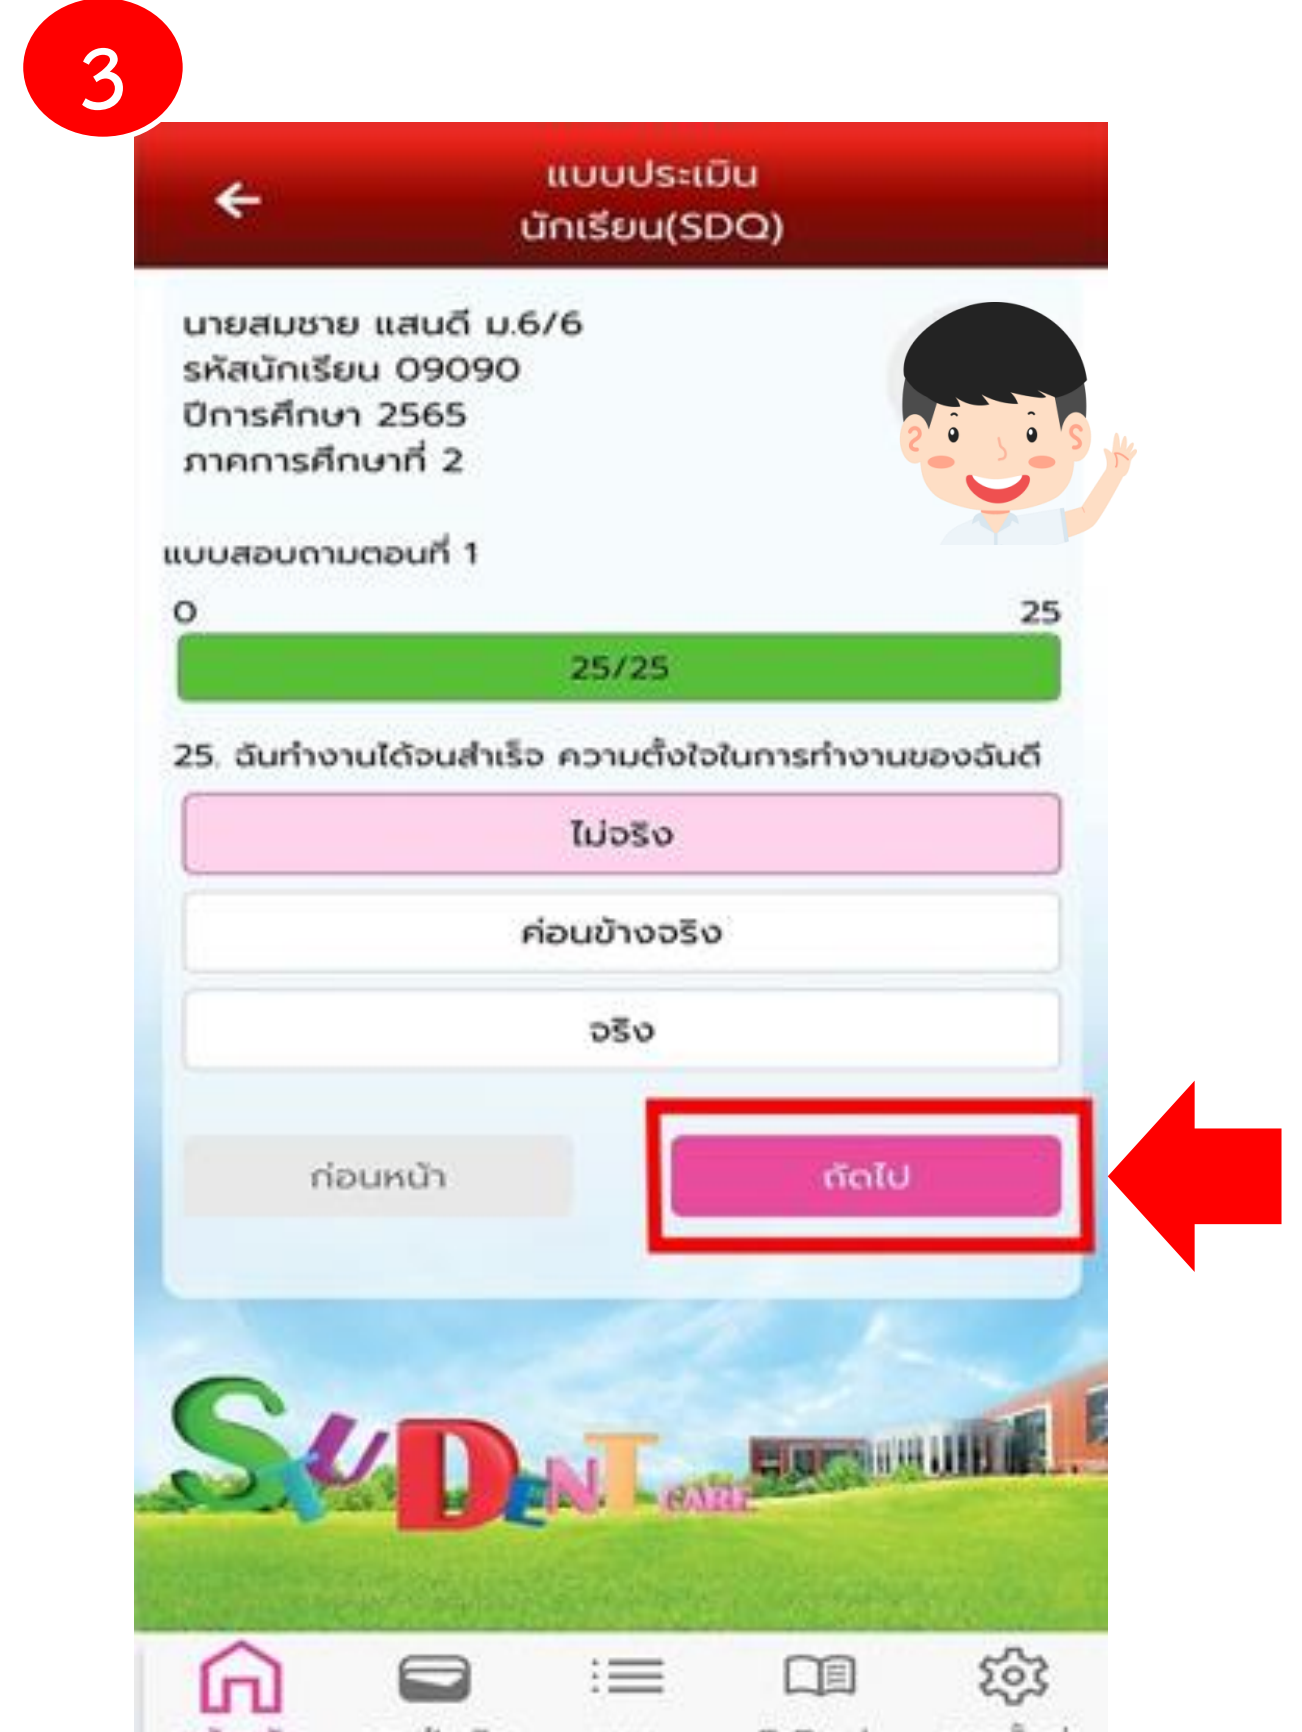 3
แบบประเมิน
นักเรียน(SDQ)
นายสมชาย แสนดี ม.6/6
รหัสนักเรียน 09090
ปีการศึกษา 2565
ภาคการศึกษาที่ 2
แบบสอบถามตอนที่ 1
0 25
25/25
25. ฉันทำงานได้จนสำเร็จ ความตั้งใจในการทำงานของฉันดี
ไม่จริง
ค่อนข้างจริง
จริง
ก่อนหน้า ถัดไป
STUDENT CARE